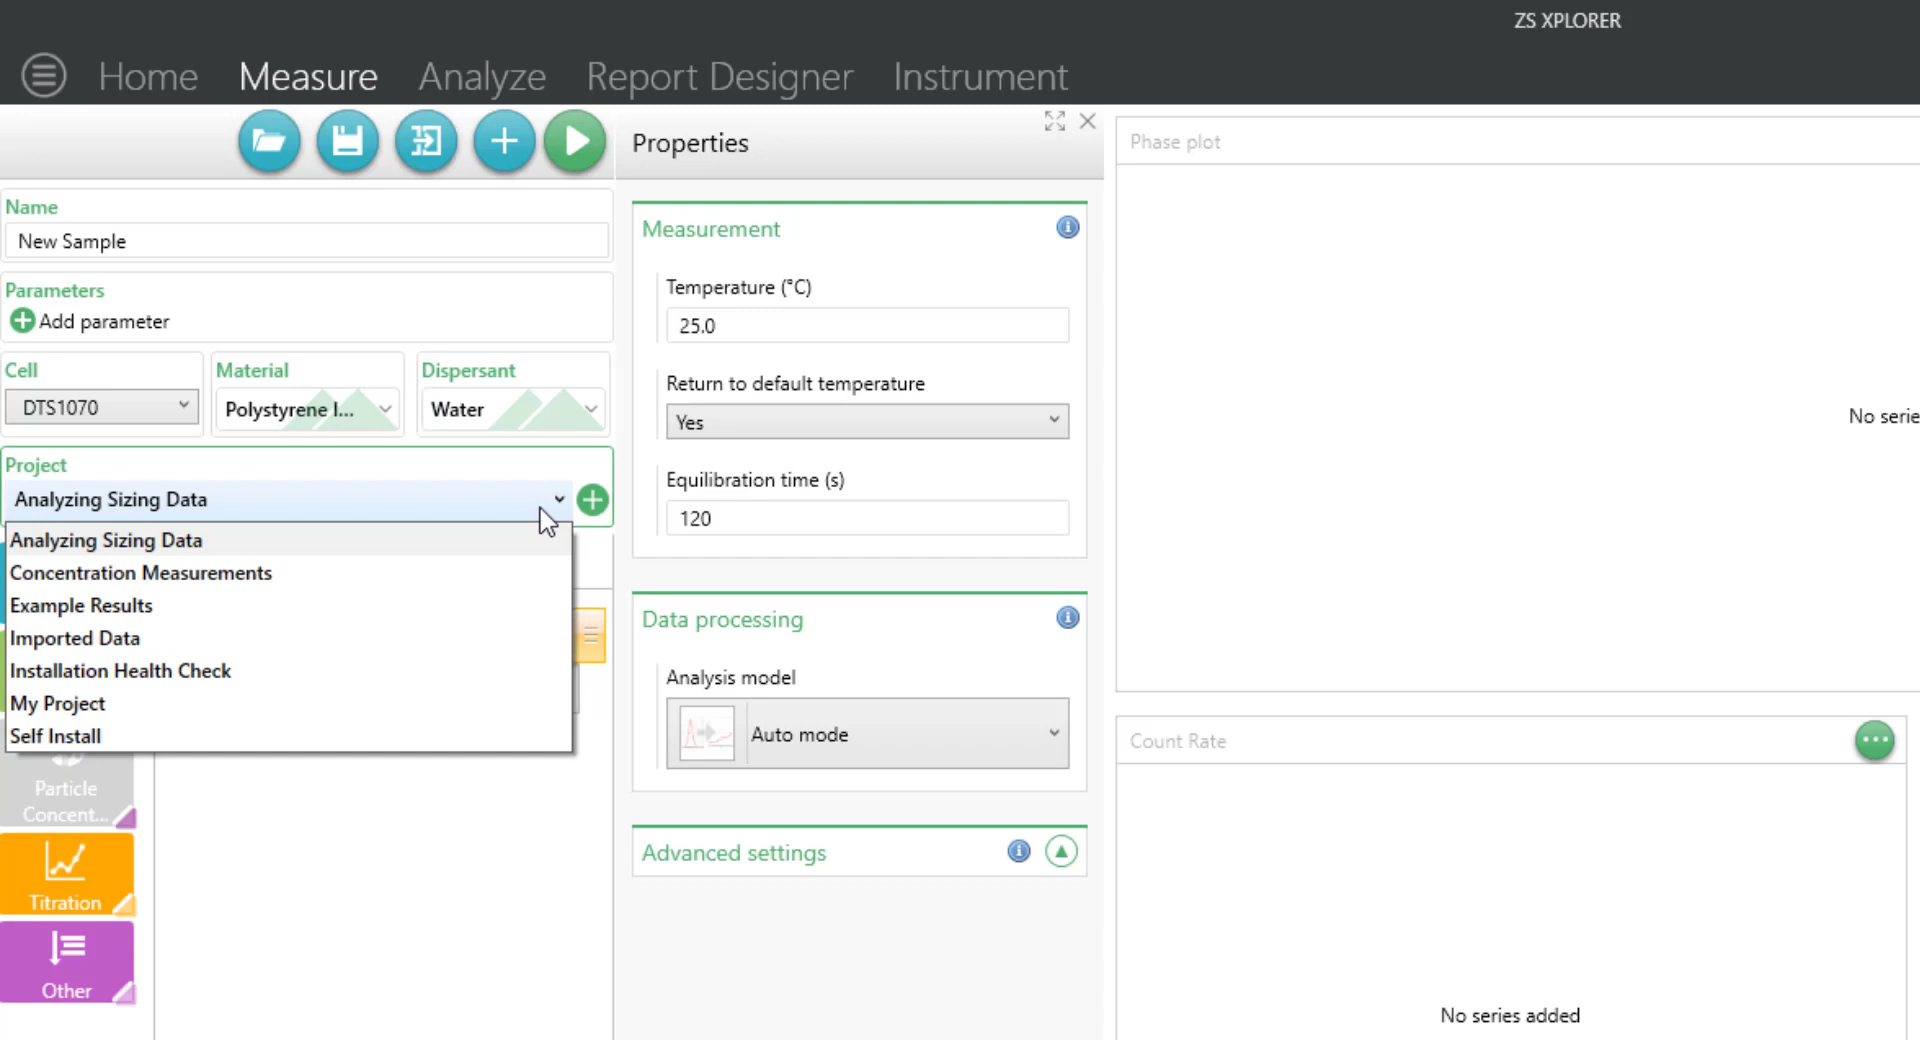 ZS XPLORER
Home Measure Analyze Report Designer Instrument
Properties
Name
New Sample
Parameters
Add parameter
Cell Material Dispersant
DTS1070 Polystyrene l... Water
Project
Analyzing Sizing Data
Analyzing Sizing Data
Concentration Measurements
Example Results
Imported Data
Installation Health Check
My Project
Self Install
Particle
Concent...
Titration
Other
Measurement
Temperature (°C)
25.0
Return to default temperature
Yes
Equilibration time (s)
120
Data processing
Analysis model
Auto mode
Advanced settings
Phase plot
No serie
Count Rate
No series added